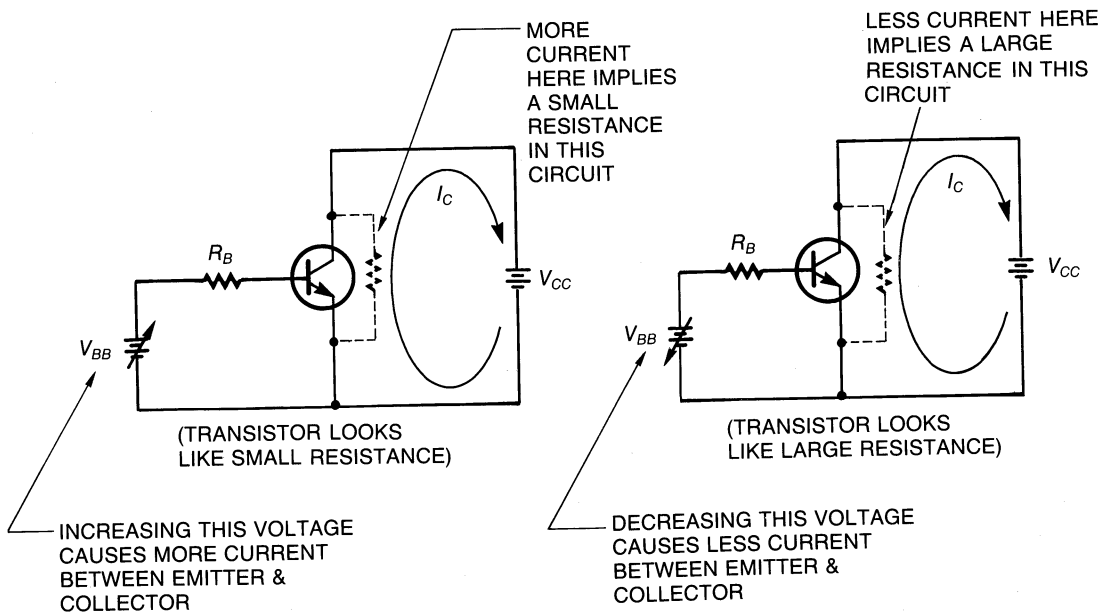 MORE
CURRENT
HERE IMPLIES
A SMALL
RESISTANCE
IN THIS
CIRCUIT
I_C
R_B
V_CC
V_BB
(TRANSISTOR LOOKS
LIKE SMALL RESISTANCE)
INCREASING THIS VOLTAGE
CAUSES MORE CURRENT
BETWEEN EMITTER &
COLLECTOR
LESS CURRENT HERE
IMPLIES A LARGE
RESISTANCE IN THIS
CIRCUIT
I_C
R_B
V_CC
V_BB
(TRANSISTOR LOOKS
LIKE LARGE RESISTANCE)
DECREASING THIS VOLTAGE
CAUSES LESS CURRENT
BETWEEN EMITTER &
COLLECTOR